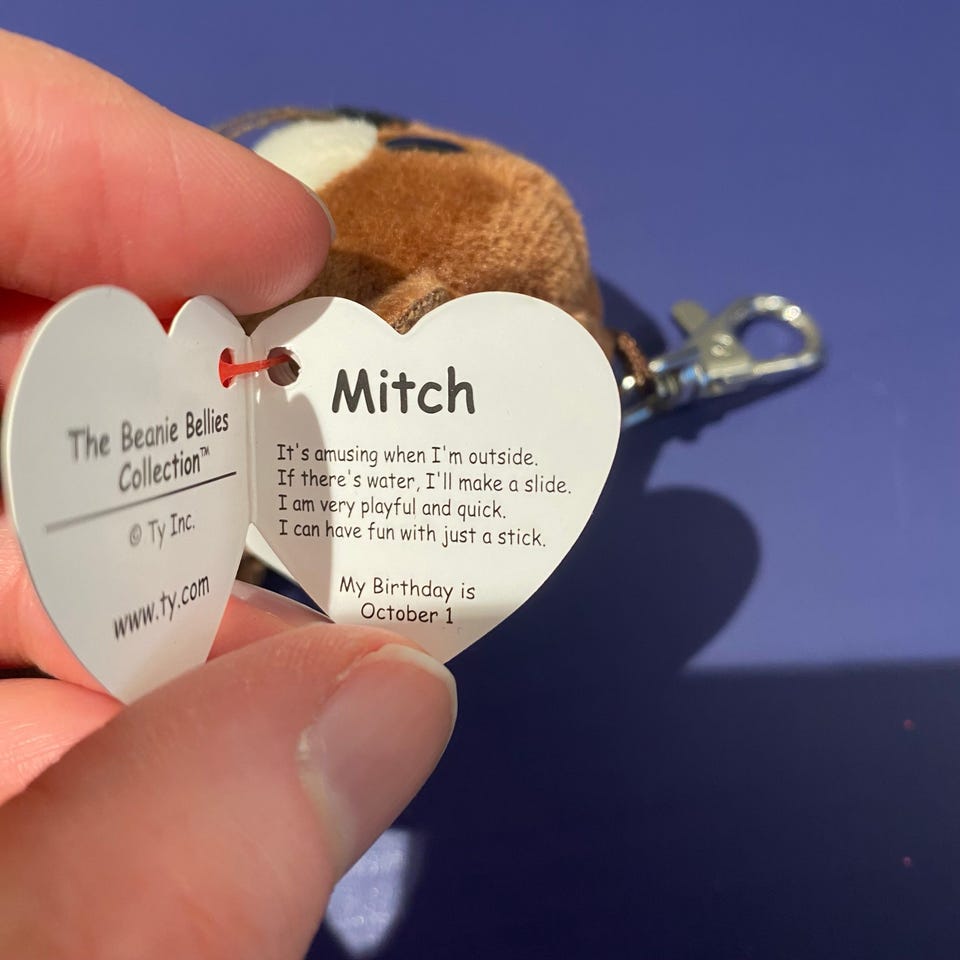 The Beanie Bellies
Collection™
© Ty Inc.
www.ty.com
Mitch
It's amusing when I'm outside.
If there's water, I'll make a slide.
I am very playful and quick.
I can have fun with just a stick.
My Birthday is
October 1